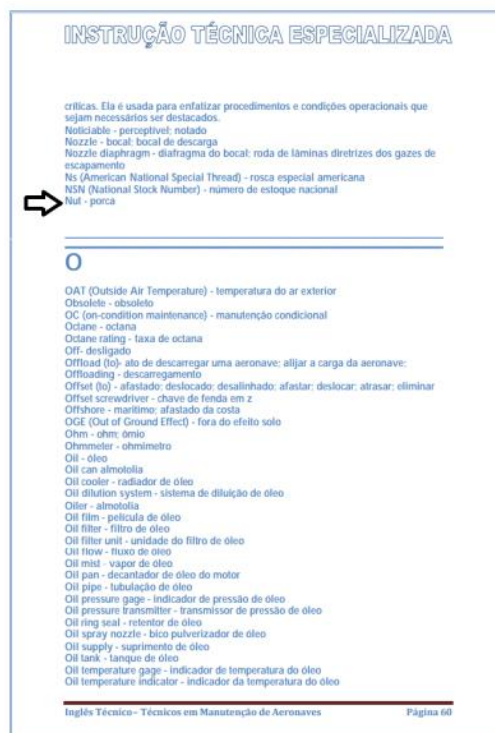 INSTRUÇÃO TÉCNICA ESPECIALIZADA
críticas. Ela é usada para enfatizar procedimentos e condições operacionais que
sejam necessários ser destacados.
Noticiable - perceptível; notado
Nozzle - bocal; bocal de descarga
Nozzle diaphragm - diafragma do bocal; roda de lâminas diretrizes dos gazes de
escapamento
Ns (American National Special Thread) - rosca especial americana
NSN (National Stock Number) - número de estoque nacional
Nut - porca
O
OAT (Outside Air Temperature) - temperatura do ar exterior
Obsolete - obsoleto
OC (on-condition maintenance) - manutenção condicional
Octane - octana
Octane rating - taxa de octana
Off- desligado
Offload (to)- ato de descarregar uma aeronave; alijar a carga da aeronave;
Offloading - descarregamento
Offset (to) - afastado; deslocado; desalinhado; afastar; deslocar; atrasar; eliminar
Offset screwdriver - chave de fenda em z
Offshore - marítimo; afastado da costa
OGE (Out of Ground Effect) - fora do efeito solo
Ohm - ohm; ômio
Ohmmeter - ohmímetro
Oil - óleo
Oil can almotolia
Oil cooler - radiador de óleo
Oil dilution system - sistema de diluição de óleo
Oiler - almotolia
Oil film - película de óleo
Oil filter - filtro de óleo
Oil filter unit - unidade do filtro de óleo
Oil flow - fluxo de óleo
Oil mist - vapor de óleo
Oil pan - decantador de óleo do motor
Oil pipe - tubulação de óleo
Oil pressure gage - indicador de pressão de óleo
Oil pressure transmitter - transmissor de pressão de óleo
Oil ring seal - retentor de óleo
Oil spray nozzle - bico pulverizador de óleo
Oil supply - suprimento de óleo
Oil tank - tanque de óleo
Oil temperature gage - indicador de temperatura do óleo
Oil temperature indicator - indicador da temperatura do óleo
Inglês Técnico– Técnicos em Manutenção de Aeronaves Página 60